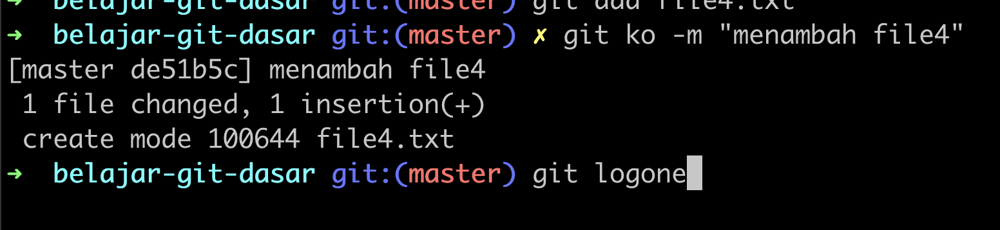 ➜ belajar-git-dasar git:(master) git add file4.txt
➜ belajar-git-dasar git:(master) ✗ git ko -m "menambah file4"
[master de51b5c] menambah file4
1 file changed, 1 insertion(+)
create mode 100644 file4.txt
➜ belajar-git-dasar git:(master) git logone